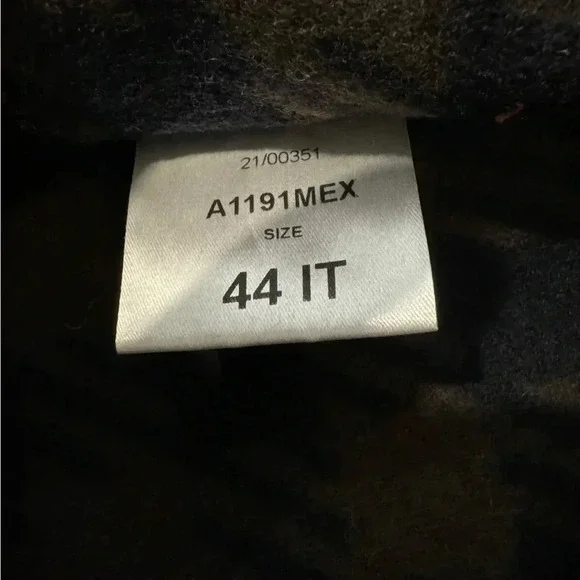 21/00351
A1191MEX
SIZE
44 IT